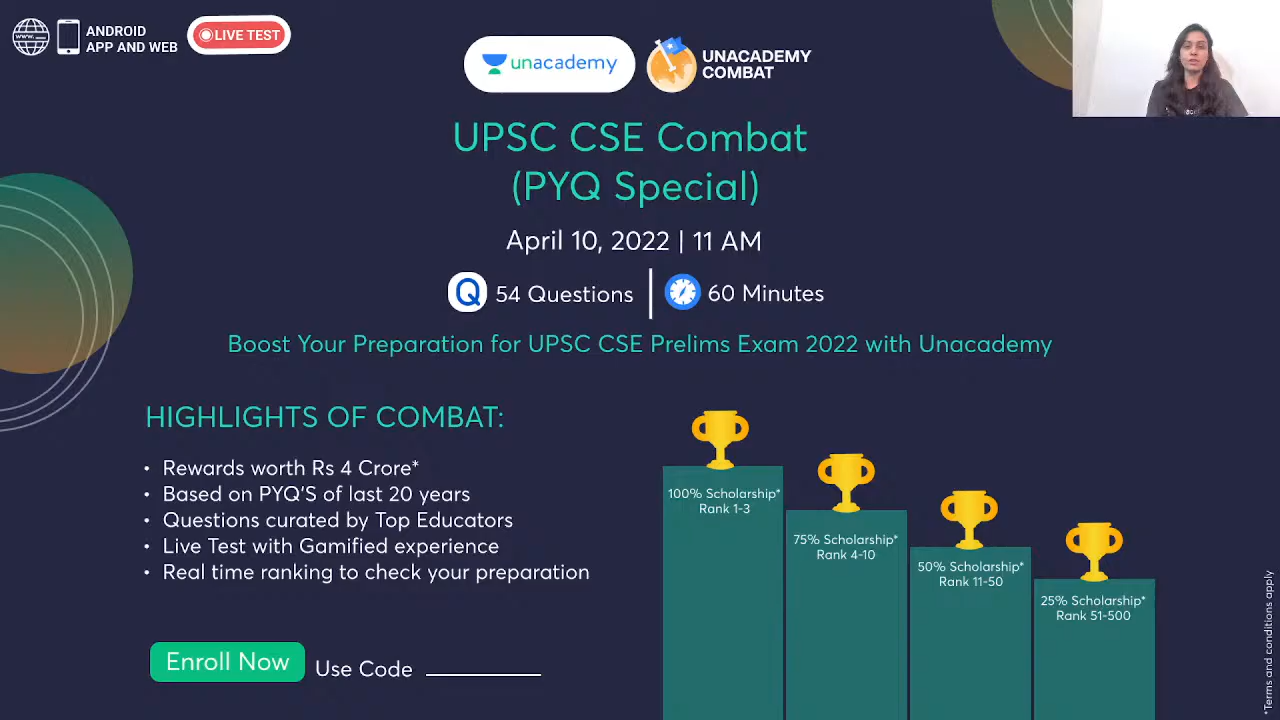 WWW
ANDROID
APP AND WEB
LIVE TEST
unacademy
UNACADEMY
COMBAT
UPSC CSE Combat
(PYQ Special)
April 10, 2022 | 11 AM
Q 54 Questions
60 Minutes
Boost Your Preparation for UPSC CSE Prelims Exam 2022 with Unacademy
HIGHLIGHTS OF COMBAT:
• Rewards worth Rs 4 Crore*
• Based on PYQ'S of last 20 years
• Questions curated by Top Educators
• Live Test with Gamified experience
• Real time ranking to check your preparation
Enroll Now
Use Code
100% Scholarship*
Rank 1-3
75% Scholarship*
Rank 4-10
50% Scholarship*
Rank 11-50
25% Scholarship*
Rank 51-500
*Terms and conditions apply